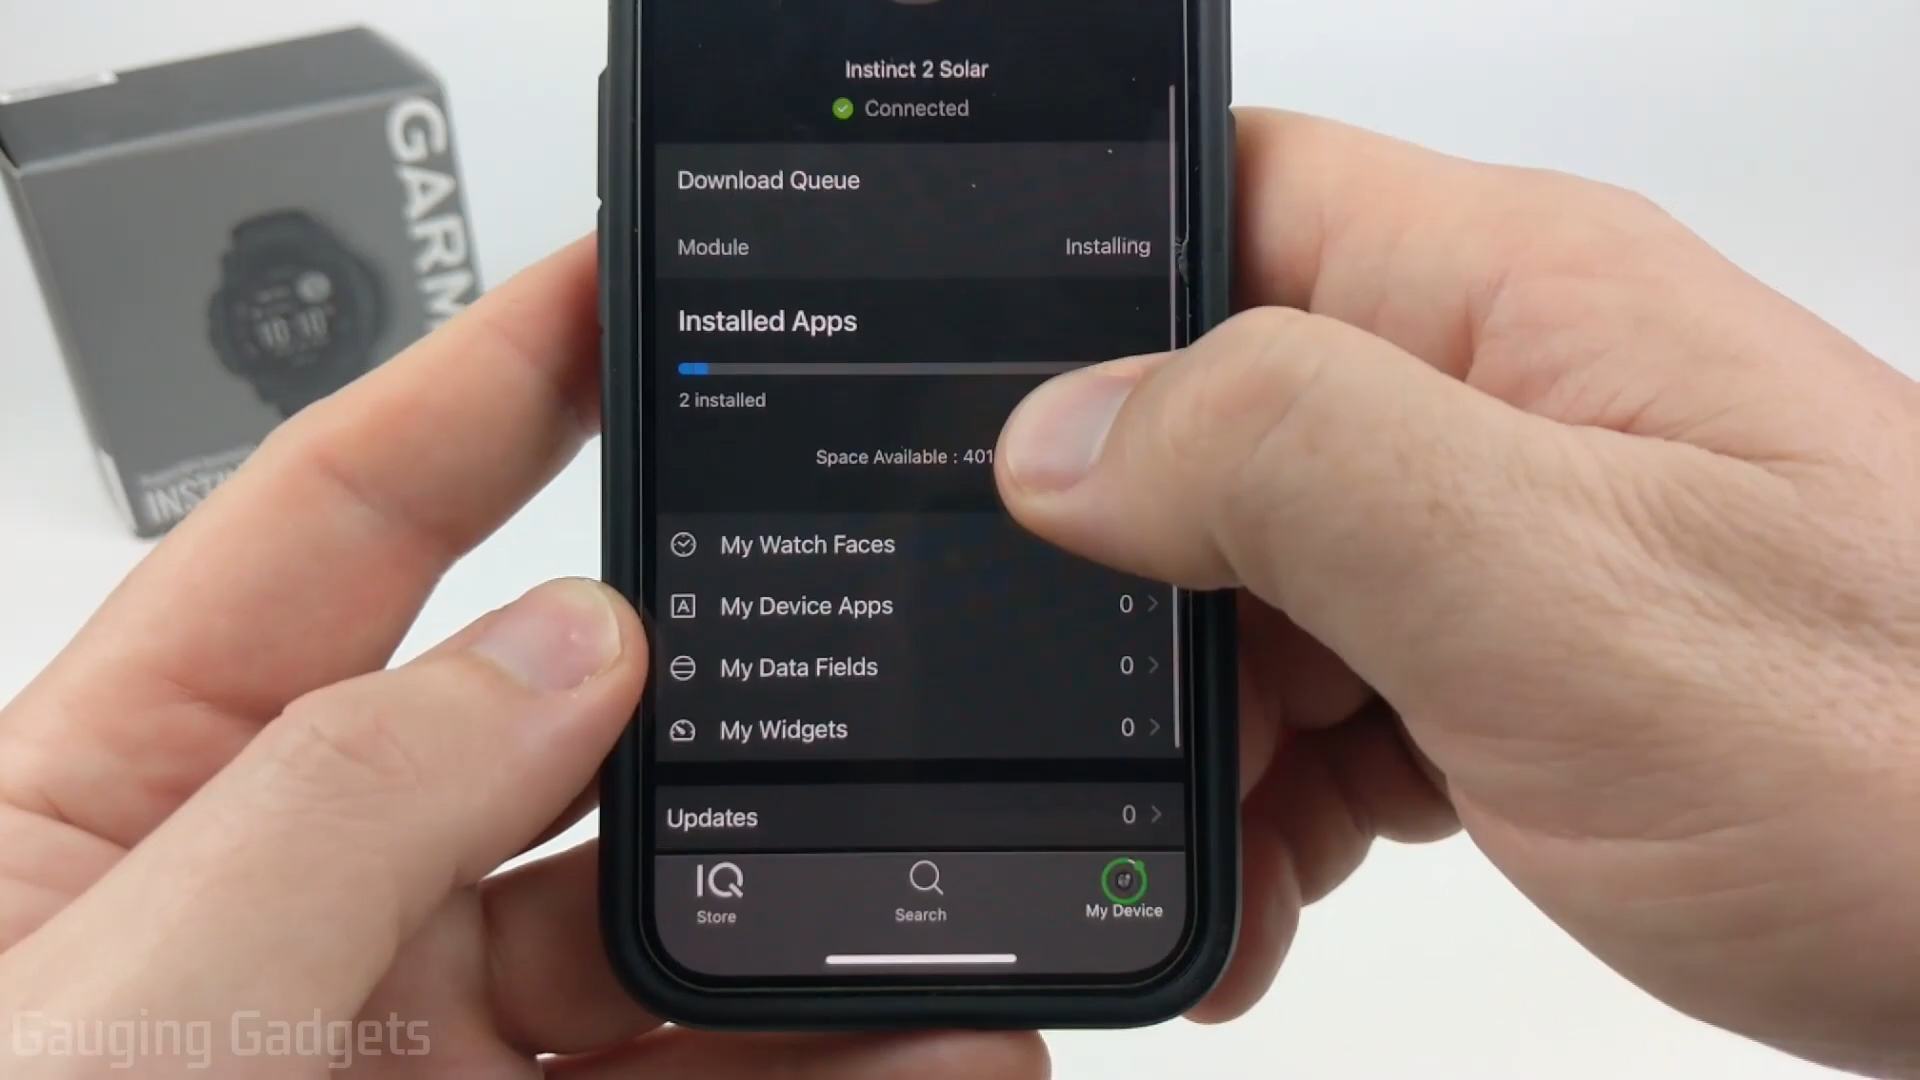 Instinct 2 Solar
Connected
Download Queue
Module
Installing
Installed Apps
2 installed
Space Available : 401
My Watch Faces
My Device Apps
0
My Data Fields
0
My Widgets
0
Updates
0
IQ
Store
Search
My Device
GARM
INST
10:10
Gauging Gadgets